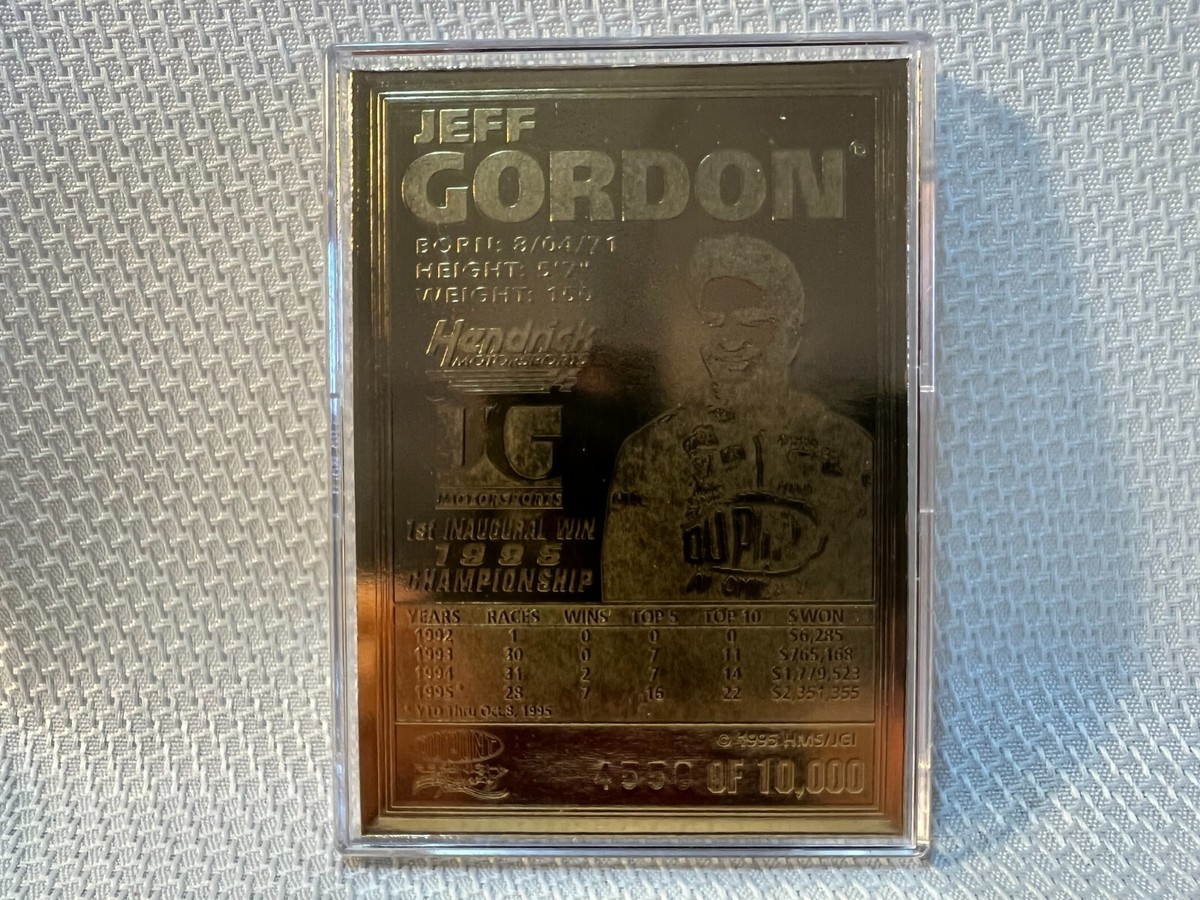 JEFF
GORDON®
BORN: 8/04/71
HEIGHT: 5'7"
WEIGHT: 155
Hendrick
MOTORSPORTS
JG
MOTORSPORTS
1st INAUGURAL WIN
1995
CHAMPIONSHIP
DUPONT
YEARS RACES WINS TOP 5 TOP 10 $WON
1992 1 0 0 0 $6,285
1993 30 0 7 11 $765,168
1994 31 2 7 14 $1,779,523
1995* 28 7 16 22 $2,351,355
* YTD Thru Oct.8, 1995
© 1995 HMS/JGI
OF 10,000